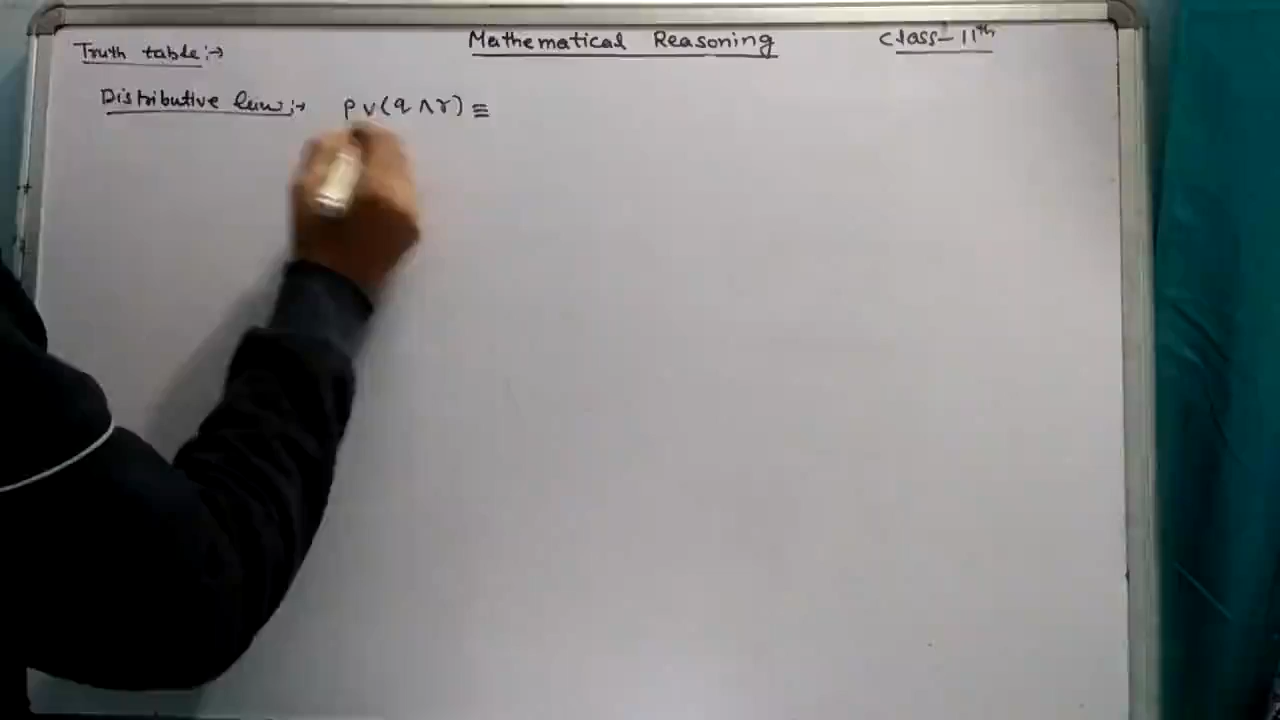 Mathematical Reasoning
Class-11th
Truth table:→
Distributive law:→ p∨(q∧r)≡